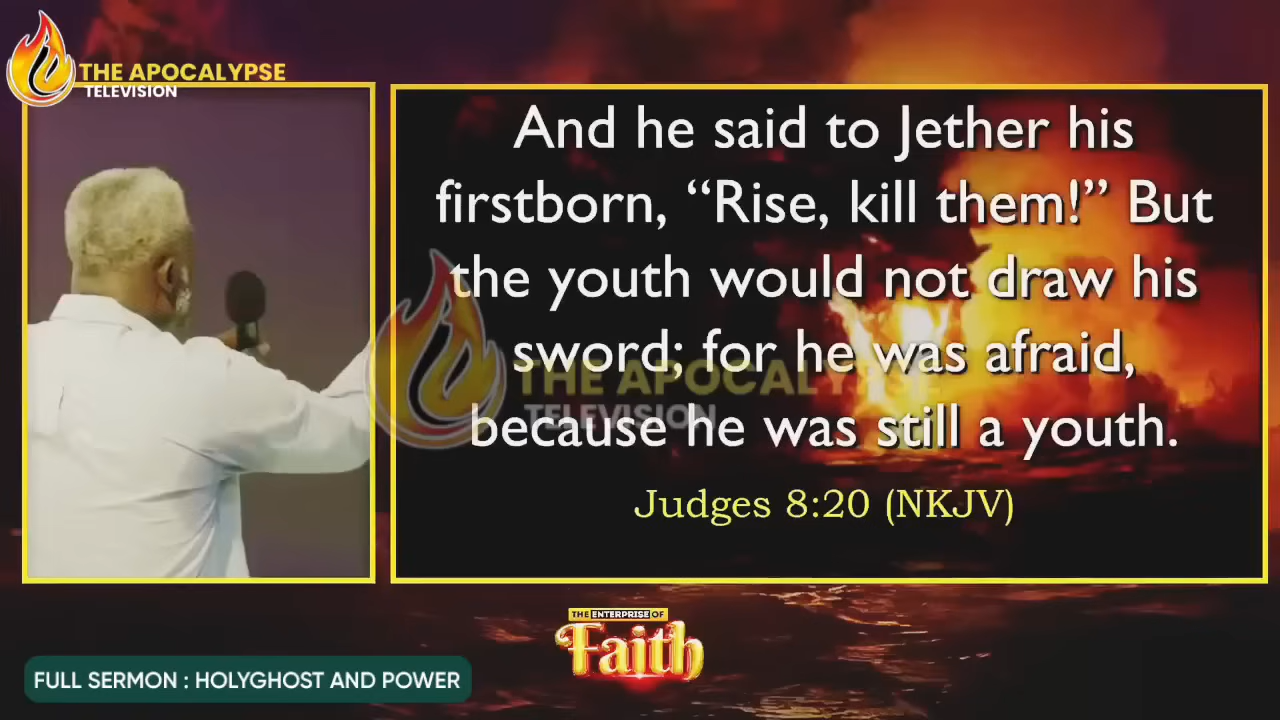 THE APOCALYPSE
TELEVISION
And he said to Jether his
firstborn, “Rise, kill them!” But
the youth would not draw his
sword; for he was afraid,
because he was still a youth.
Judges 8:20 (NKJV)
THE APOCALYPSE
TELEVISION
THE ENTERPRISE OF
Faith
FULL SERMON : HOLYGHOST AND POWER